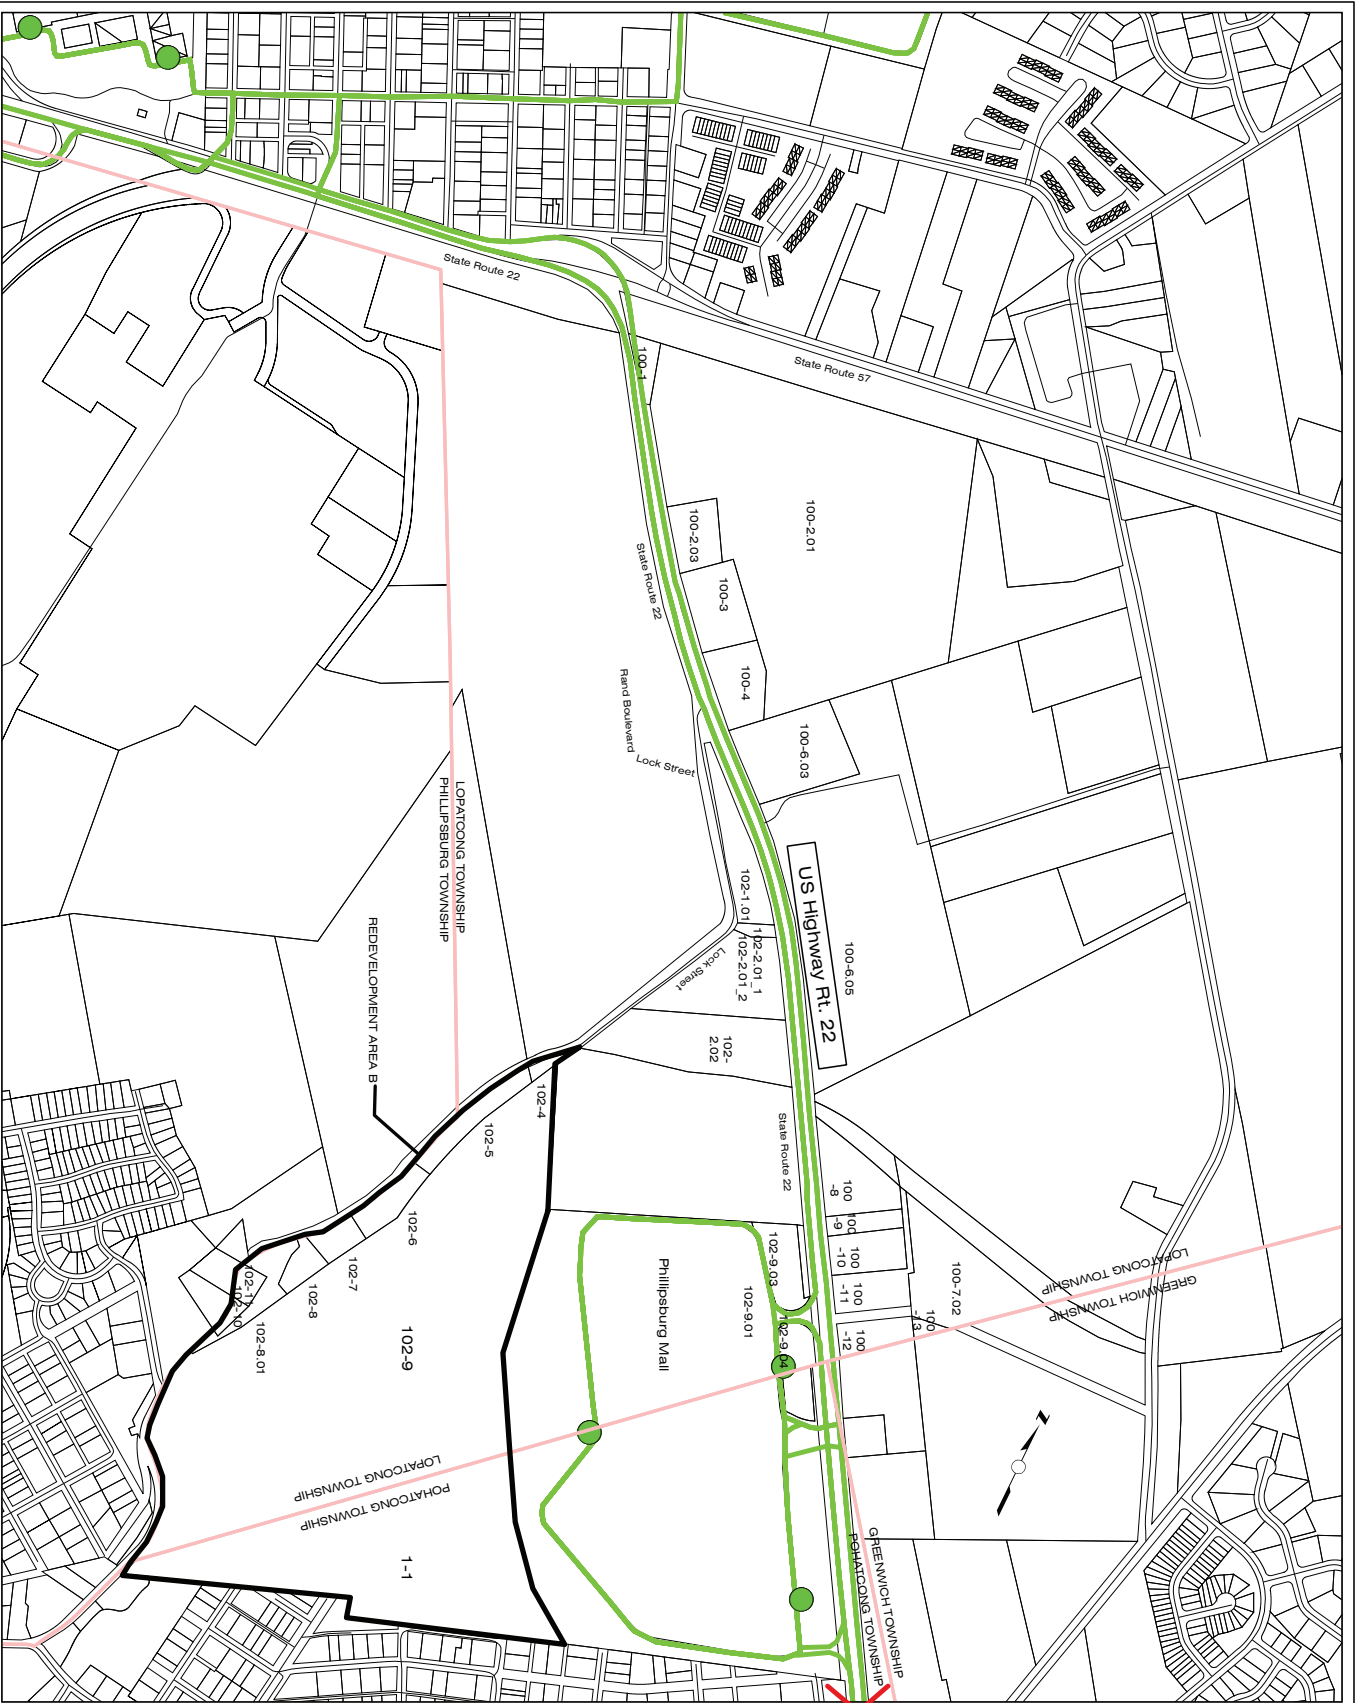 State Route 22
State Route 57
100-1
100-2.01
100-2.03
State Route 22
100-3
100-4
Rand Boulevard
Lock Street
100-6.03
LOPATCONG TOWNSHIP
PHILLIPSBURG TOWNSHIP
US Highway Rt. 22
102-1.01
102-2.01_1
102-2.01_2
100-6.05
Lock Street
REDEVELOPMENT AREA B
102-
2.02
102-4
102-5
State Route 22
100
-8
100
-9
100
-10
100
-11
100
-12
100
-13
100-7.02
LOPATCONG TOWNSHIP
GREENWICH TOWNSHIP
102-6
102-7
102-8
102-11
102-10
102-8.01
102-9
Phillipsburg Mall
102-9.03
102-9.01
102-9.04
LOPATCONG TOWNSHIP
POHATCONG TOWNSHIP
1-1
GREENWICH TOWNSHIP
POHATCONG TOWNSHIP